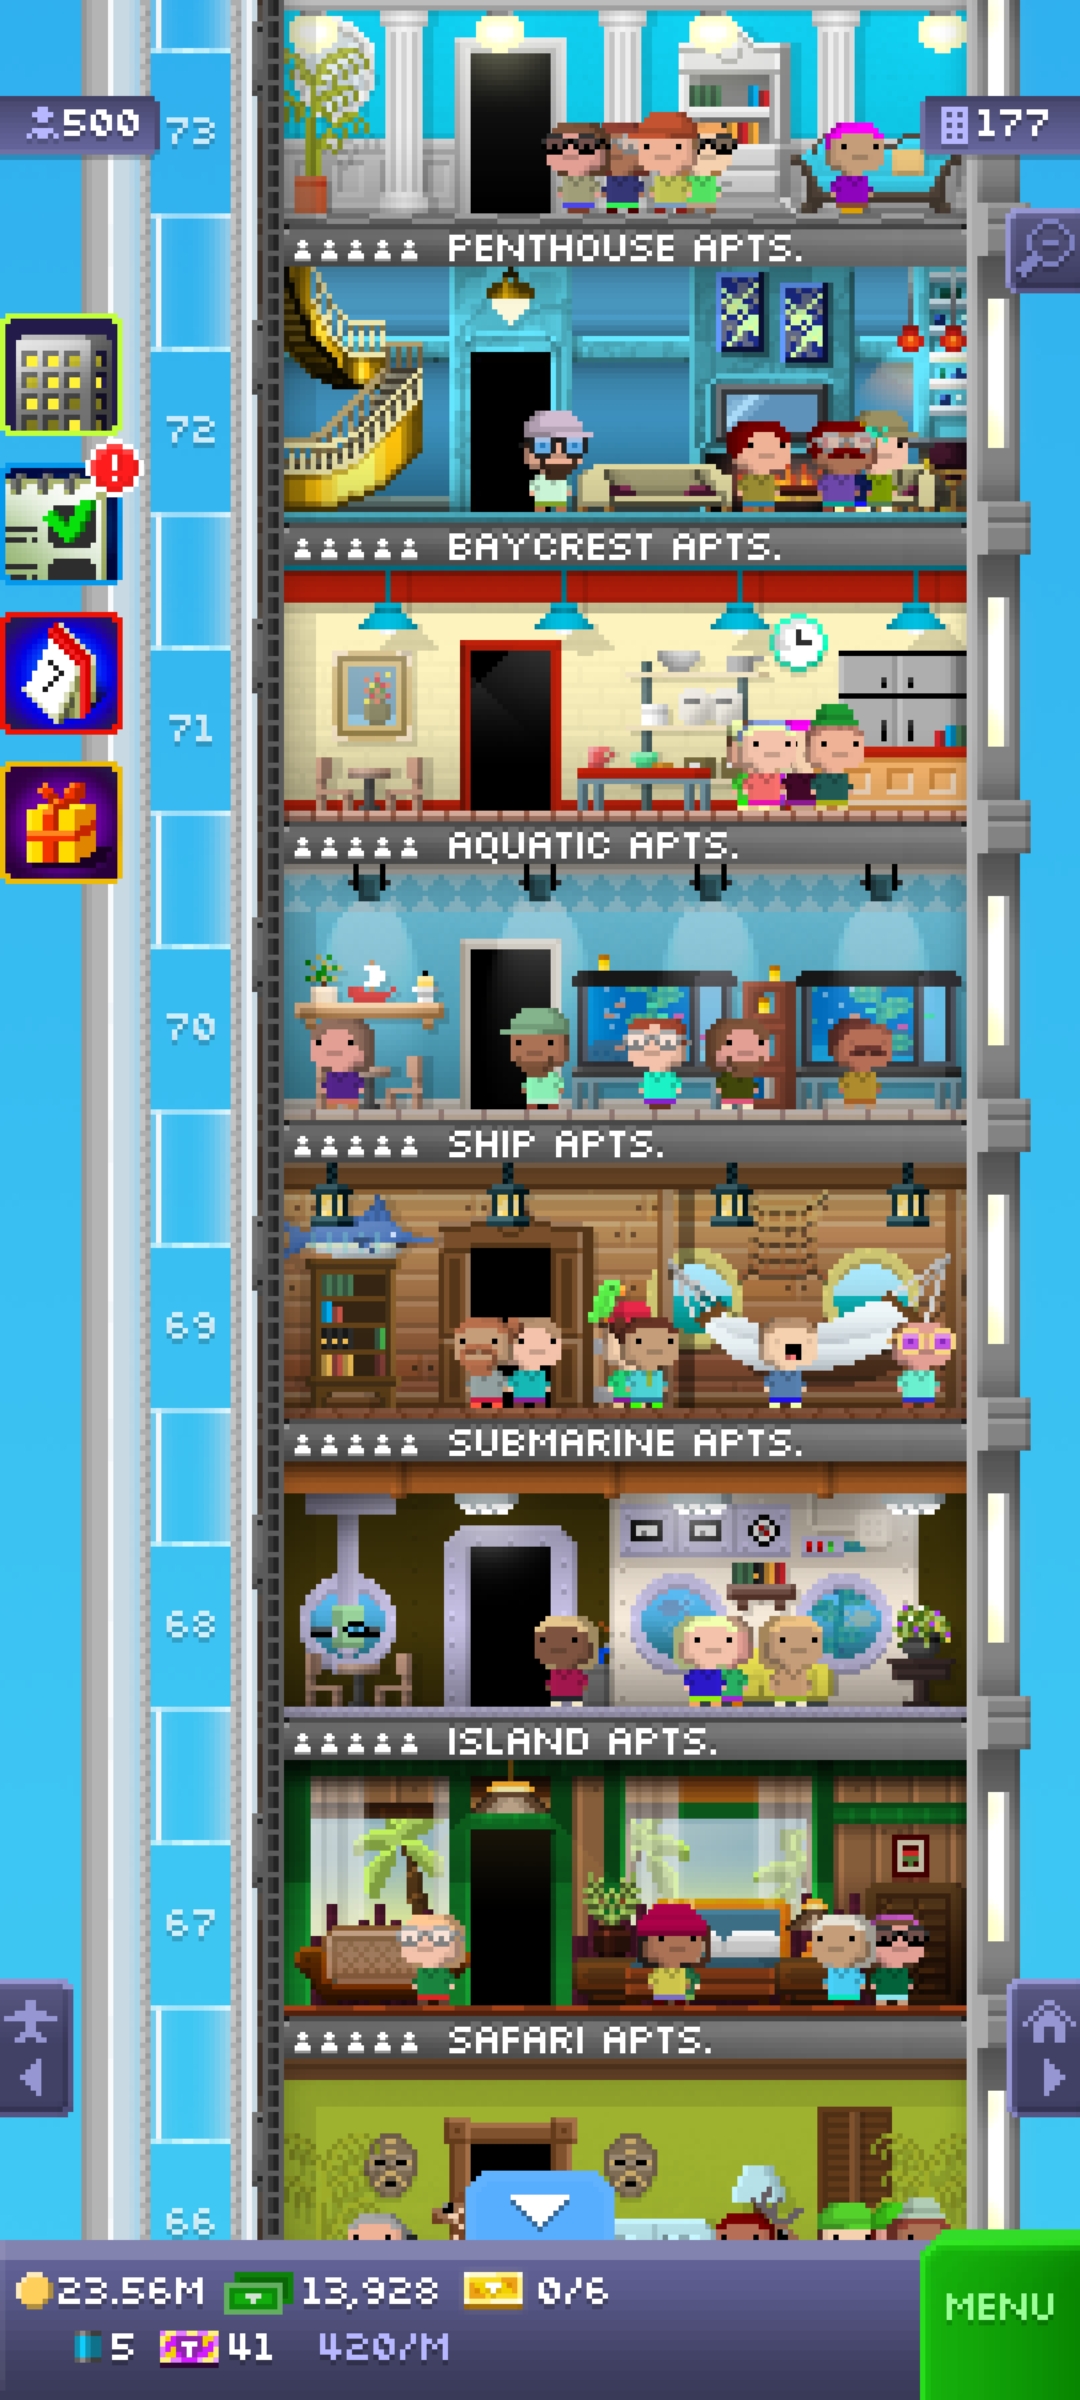 500
73
177
PENTHOUSE APTS.
72
BAYCREST APTS.
71
AQUATIC APTS.
70
SHIP APTS.
69
SUBMARINE APTS.
68
ISLAND APTS.
67
SAFARI APTS.
66
23.56M 13,928 0/6
5 41 420/M
MENU